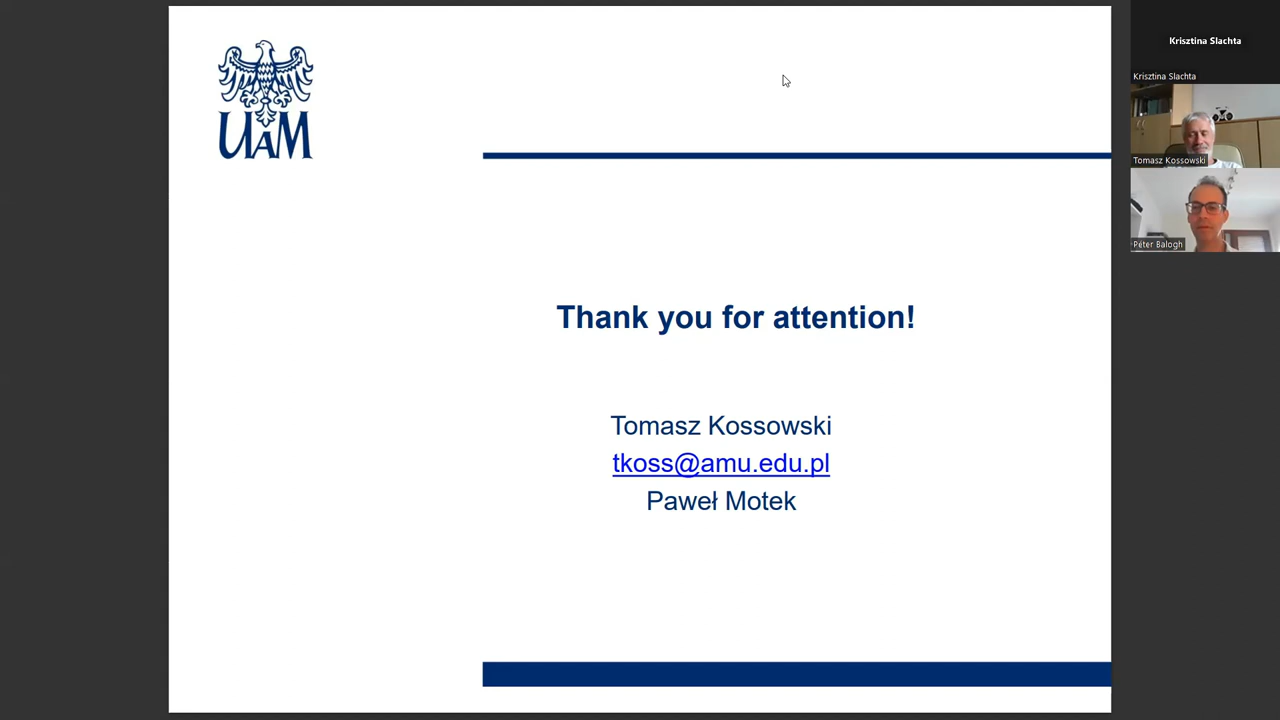 UAM
Thank you for attention!
Tomasz Kossowski
tkoss@amu.edu.pl
Paweł Motek
Krisztina Slachta
Krisztina Slachta
Tomasz Kossowski
Péter Balogh